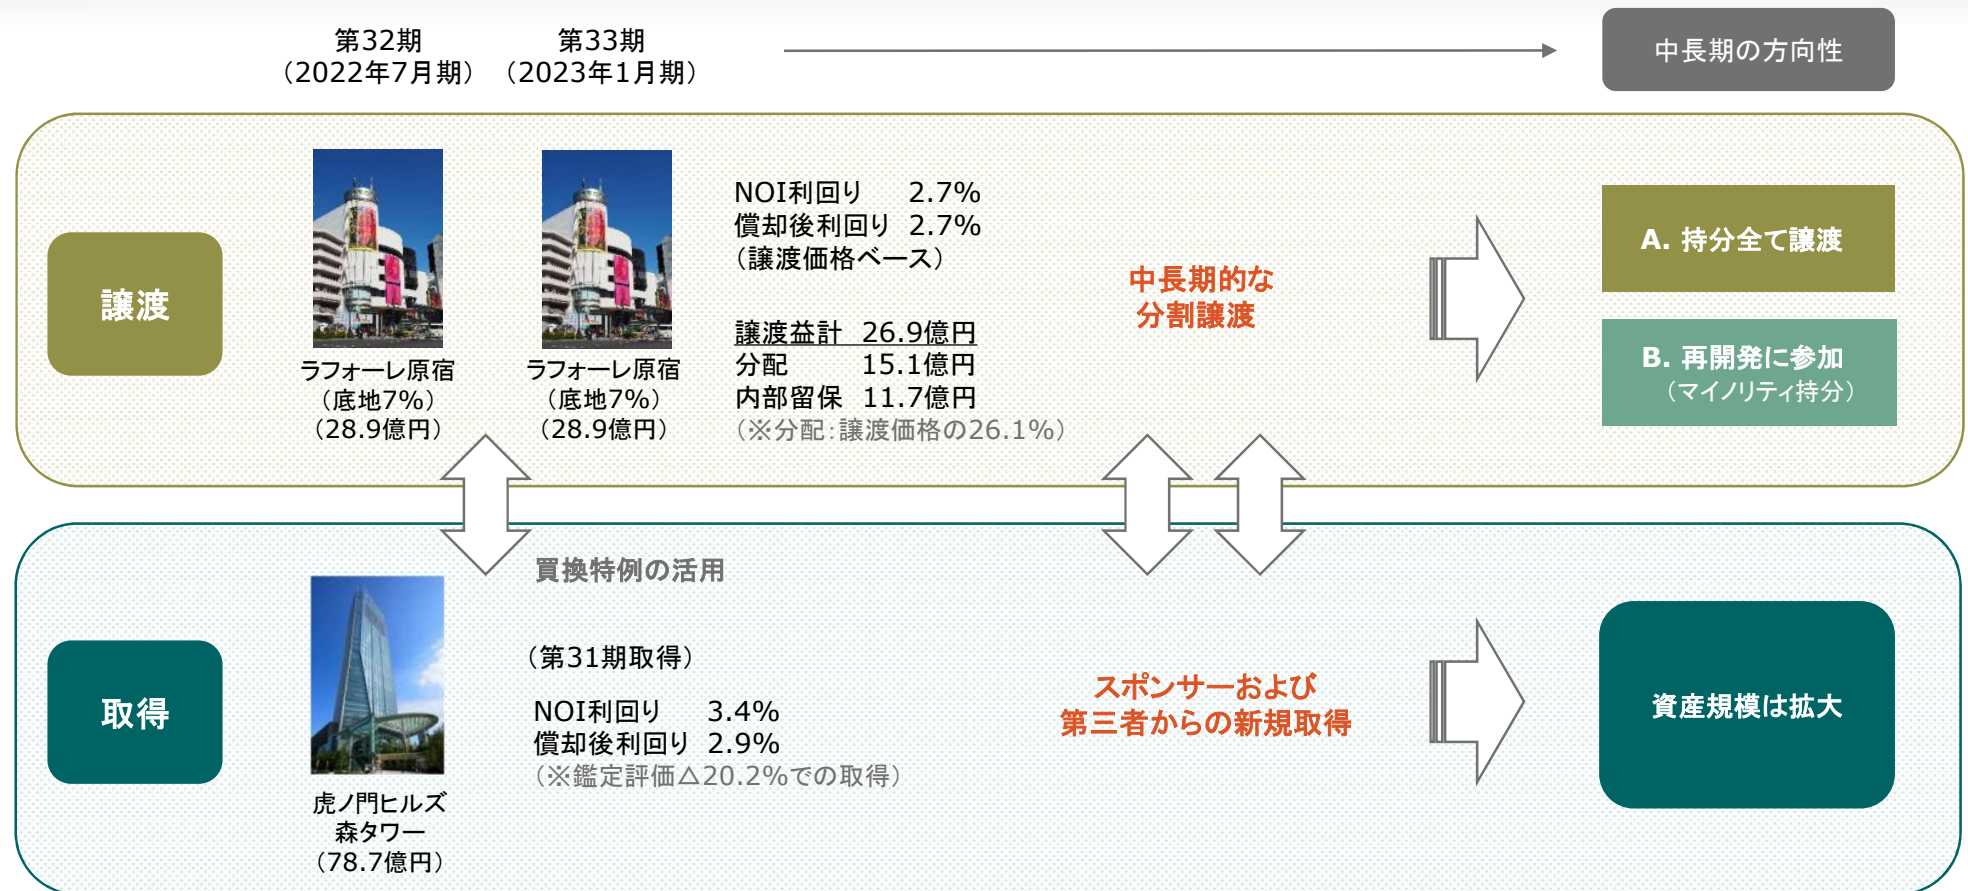 第32期
（2022年7月期）
第33期
（2023年1月期）
中長期の方向性
譲渡
ラフォーレ原宿
（底地7%）
（28.9億円）
ラフォーレ原宿
（底地7%）
（28.9億円）
NOI利回り 2.7%
償却後利回り 2.7%
（譲渡価格ベース）
譲渡益計 26.9億円
分配 15.1億円
内部留保 11.7億円
（※分配：譲渡価格の26.1%）
中長期的な
分割譲渡
A. 持分全て譲渡
B. 再開発に参加
（マイノリティ持分）
買換特例の活用
取得
虎ノ門ヒルズ
森タワー
（78.7億円）
（第31期取得）
NOI利回り 3.4%
償却後利回り 2.9%
（※鑑定評価△20.2%での取得）
スポンサーおよび
第三者からの新規取得
資産規模は拡大